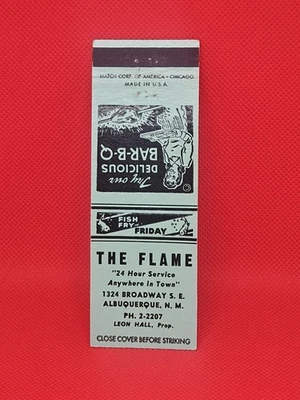 MATCH CORP. OF AMERICA - CHICAGO
MADE IN U.S.A.
Try our
DELICIOUS
BAR-B-Q
FISH
FRY
FRIDAY
THE FLAME
"24 Hour Service
Anywhere In Town"
1324 BROADWAY S. E.
ALBUQUERQUE, N. M.
PH. 2-2207
LEON HALL, Prop.
CLOSE COVER BEFORE STRIKING